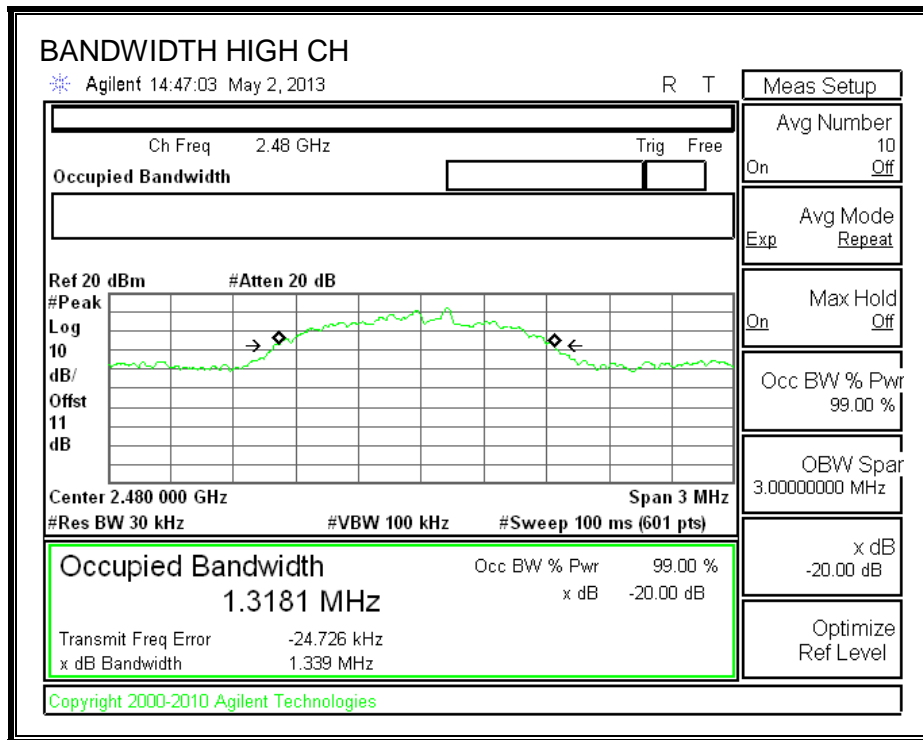 BANDWIDTH HIGH CH
Agilent 14:47:03 May 2, 2013 R T
Ch Freq 2.48 GHz Trig Free
Occupied Bandwidth
Ref 20 dBm #Atten 20 dB
#Peak
Log
10
dB/
Offst
11
dB
Center 2.480 000 GHz Span 3 MHz
#Res BW 30 kHz #VBW 100 kHz #Sweep 100 ms (601 pts)
Occupied Bandwidth Occ BW % Pwr 99.00 %
1.3181 MHz x dB -20.00 dB
Transmit Freq Error -24.726 kHz
x dB Bandwidth 1.339 MHz
Copyright 2000-2010 Agilent Technologies
Meas Setup
Avg Number
10
On Off
Avg Mode
Exp Repeat
Max Hold
On Off
Occ BW % Pwr
99.00 %
OBW Span
3.00000000 MHz
x dB
-20.00 dB
Optimize
Ref Level